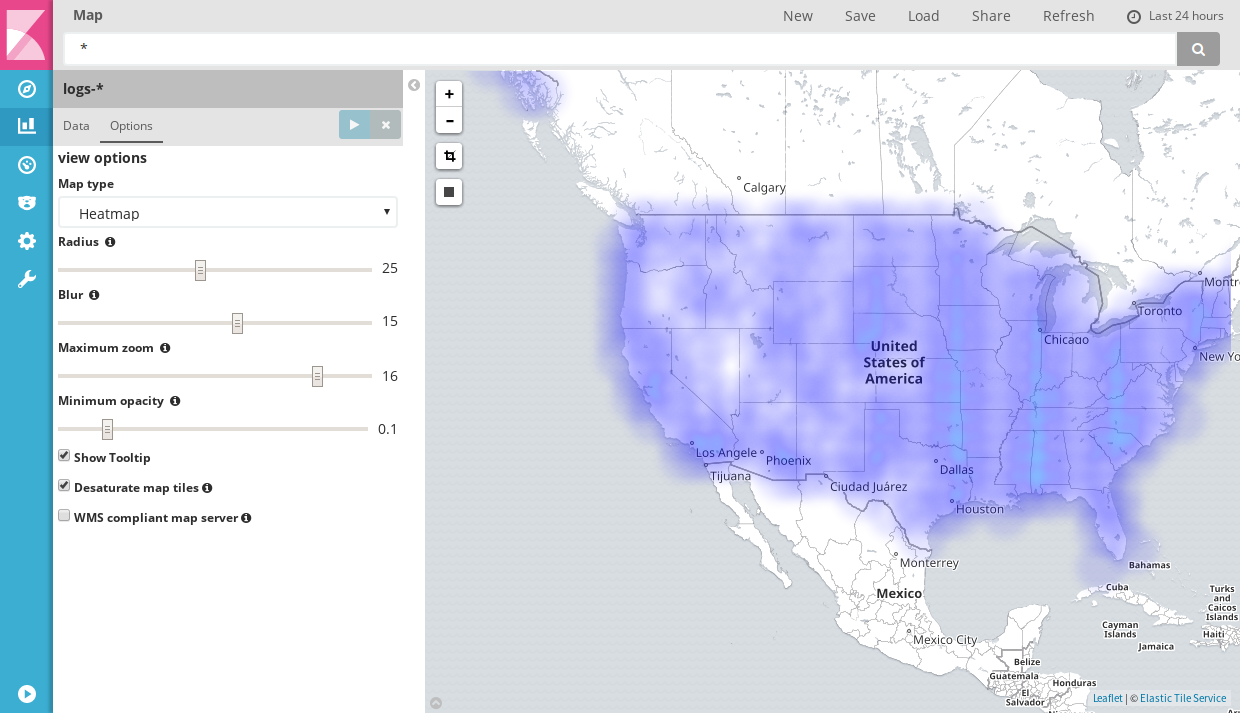 Map
New Save Load Share Refresh Last 24 hours
*
logs-*
Data Options
view options
Map type
Heatmap
Radius
25
Blur
15
Maximum zoom
16
Minimum opacity
0.1
Show Tooltip
Desaturate map tiles
WMS compliant map server
+
-
Calgary
Montr
Toronto
Chicago
New Yo
United
States of
America
Los Angele
Phoenix
Tijuana
Dallas
Ciudad Juárez
Houston
Monterrey
Bahamas
Cuba
Mexico
Turks
and
Caicos
Islands
Cayman
Islands
Haiti
Mexico City
Jamaica
Belize
Guatemala
Honduras
El
Salvador
Leaflet | © Elastic Tile Service